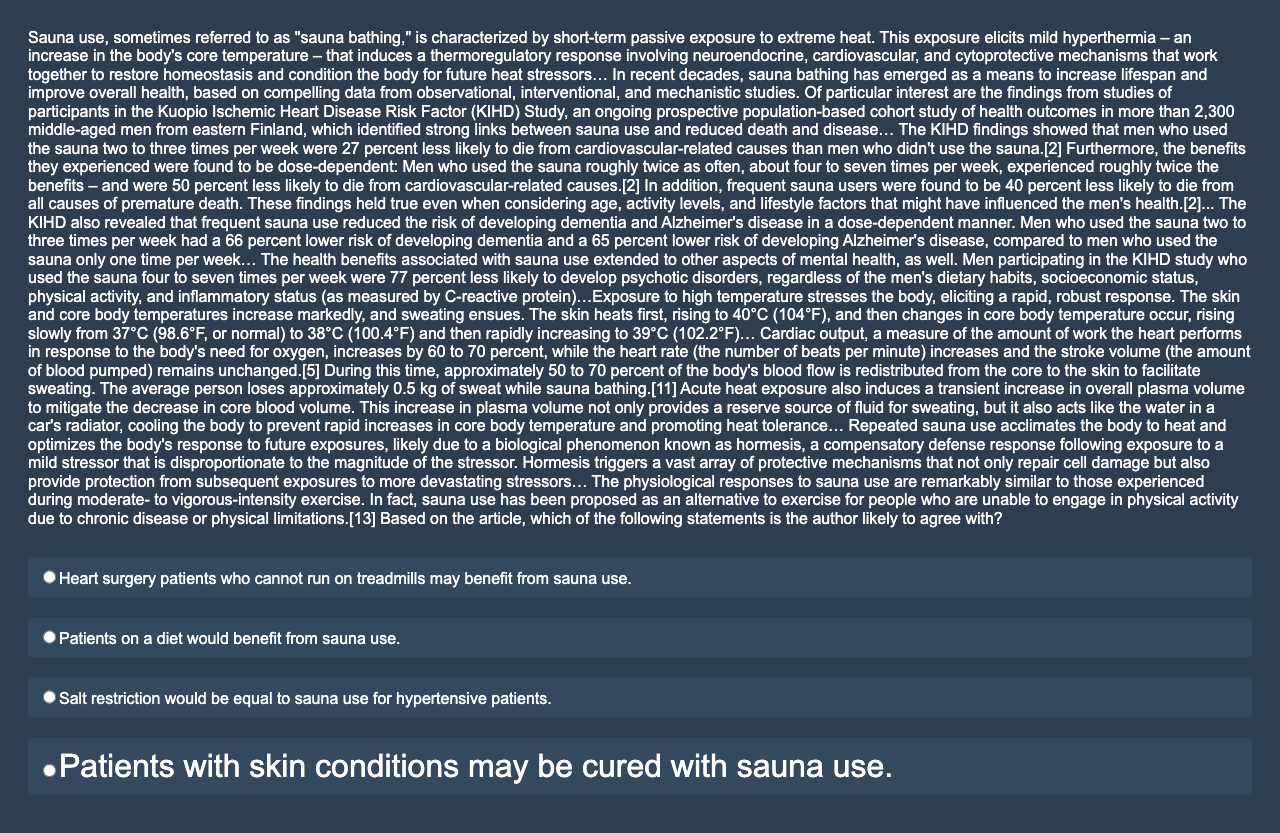 Sauna use, sometimes referred to as "sauna bathing," is characterized by short-term passive exposure to extreme heat. This exposure elicits mild hyperthermia – an
increase in the body's core temperature – that induces a thermoregulatory response involving neuroendocrine, cardiovascular, and cytoprotective mechanisms that work
together to restore homeostasis and condition the body for future heat stressors… In recent decades, sauna bathing has emerged as a means to increase lifespan and
improve overall health, based on compelling data from observational, interventional, and mechanistic studies. Of particular interest are the findings from studies of
participants in the Kuopio Ischemic Heart Disease Risk Factor (KIHD) Study, an ongoing prospective population-based cohort study of health outcomes in more than 2,300
middle-aged men from eastern Finland, which identified strong links between sauna use and reduced death and disease… The KIHD findings showed that men who used
the sauna two to three times per week were 27 percent less likely to die from cardiovascular-related causes than men who didn't use the sauna.[2] Furthermore, the benefits
they experienced were found to be dose-dependent: Men who used the sauna roughly twice as often, about four to seven times per week, experienced roughly twice the
benefits – and were 50 percent less likely to die from cardiovascular-related causes.[2] In addition, frequent sauna users were found to be 40 percent less likely to die from
all causes of premature death. These findings held true even when considering age, activity levels, and lifestyle factors that might have influenced the men's health.[2]... The
KIHD also revealed that frequent sauna use reduced the risk of developing dementia and Alzheimer's disease in a dose-dependent manner. Men who used the sauna two to
three times per week had a 66 percent lower risk of developing dementia and a 65 percent lower risk of developing Alzheimer's disease, compared to men who used the
sauna only one time per week… The health benefits associated with sauna use extended to other aspects of mental health, as well. Men participating in the KIHD study who
used the sauna four to seven times per week were 77 percent less likely to develop psychotic disorders, regardless of the men's dietary habits, socioeconomic status,
physical activity, and inflammatory status (as measured by C-reactive protein)…Exposure to high temperature stresses the body, eliciting a rapid, robust response. The skin
and core body temperatures increase markedly, and sweating ensues. The skin heats first, rising to 40°C (104°F), and then changes in core body temperature occur, rising
slowly from 37°C (98.6°F, or normal) to 38°C (100.4°F) and then rapidly increasing to 39°C (102.2°F)… Cardiac output, a measure of the amount of work the heart performs
in response to the body's need for oxygen, increases by 60 to 70 percent, while the heart rate (the number of beats per minute) increases and the stroke volume (the amount
of blood pumped) remains unchanged.[5] During this time, approximately 50 to 70 percent of the body's blood flow is redistributed from the core to the skin to facilitate
sweating. The average person loses approximately 0.5 kg of sweat while sauna bathing.[11] Acute heat exposure also induces a transient increase in overall plasma volume
to mitigate the decrease in core blood volume. This increase in plasma volume not only provides a reserve source of fluid for sweating, but it also acts like the water in a
car's radiator, cooling the body to prevent rapid increases in core body temperature and promoting heat tolerance… Repeated sauna use acclimates the body to heat and
optimizes the body's response to future exposures, likely due to a biological phenomenon known as hormesis, a compensatory defense response following exposure to a
mild stressor that is disproportionate to the magnitude of the stressor. Hormesis triggers a vast array of protective mechanisms that not only repair cell damage but also
provide protection from subsequent exposures to more devastating stressors… The physiological responses to sauna use are remarkably similar to those experienced
during moderate- to vigorous-intensity exercise. In fact, sauna use has been proposed as an alternative to exercise for people who are unable to engage in physical activity
due to chronic disease or physical limitations.[13] Based on the article, which of the following statements is the author likely to agree with?
Heart surgery patients who cannot run on treadmills may benefit from sauna use.
Patients on a diet would benefit from sauna use.
Salt restriction would be equal to sauna use for hypertensive patients.
Patients with skin conditions may be cured with sauna use.